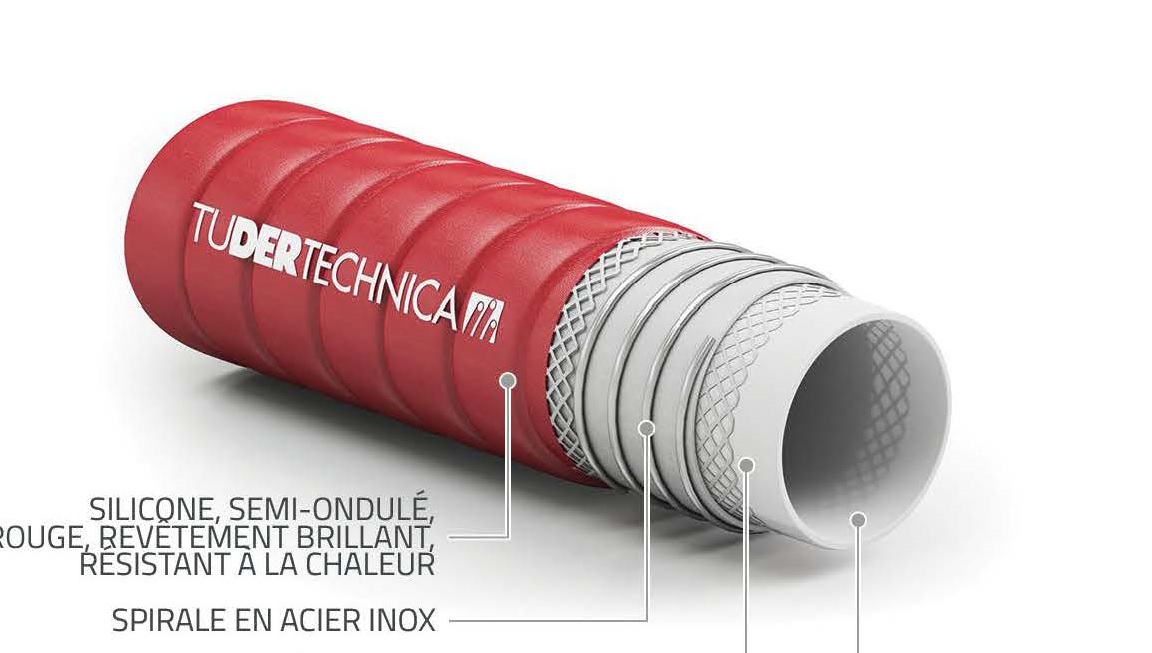 TUDERTECHNICA
SILICONE, SEMI-ONDULÉ,
ROUGE, REVÊTEMENT BRILLANT,
RÉSISTANT À LA CHALEUR
SPIRALE EN ACIER INOX